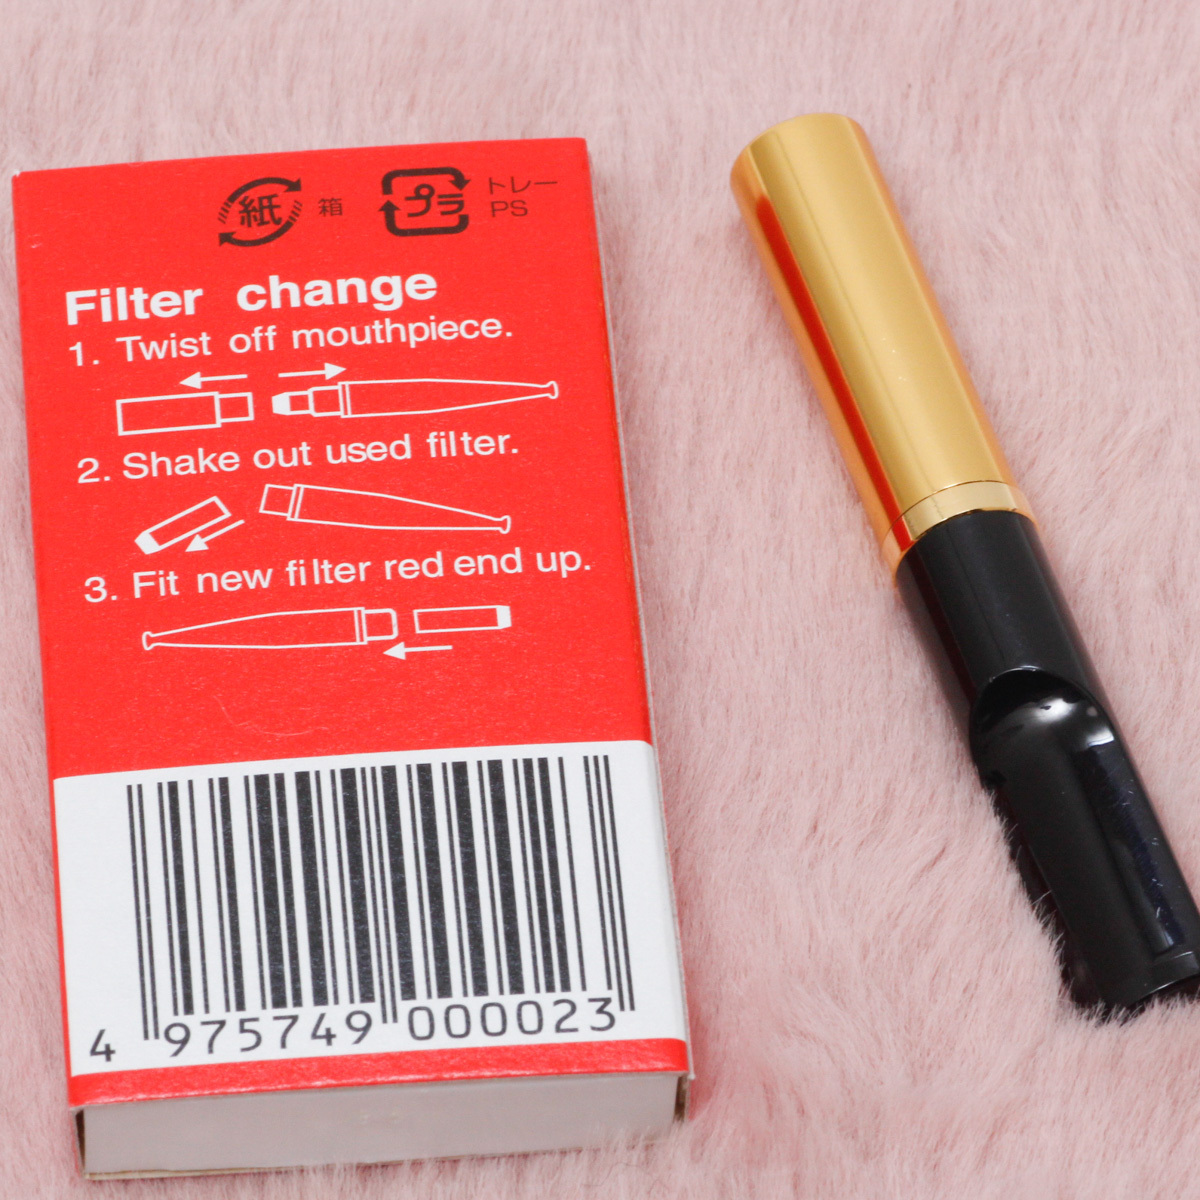 紙 箱 プラ トレー
PS
Filter change
1. Twist off mouthpiece.
2. Shake out used filter.
3. Fit new filter red end up.
4 975749 000023